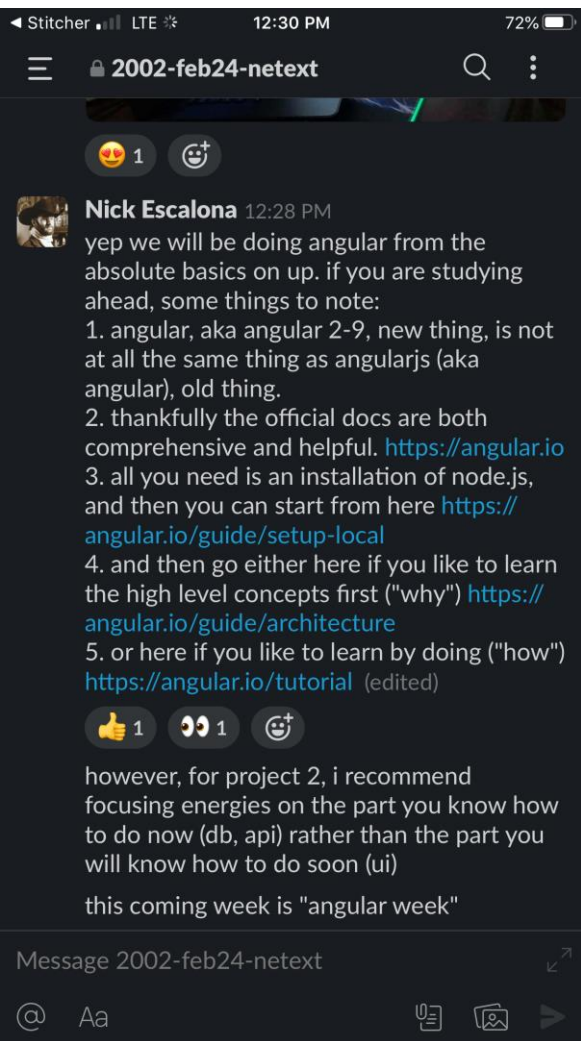 ◀ Stitcher LTE 12:30 PM 72%
2002-feb24-netext
😍 1
Nick Escalona 12:28 PM
yep we will be doing angular from the
absolute basics on up. if you are studying
ahead, some things to note:
1. angular, aka angular 2-9, new thing, is not
at all the same thing as angularjs (aka
angular), old thing.
2. thankfully the official docs are both
comprehensive and helpful. https://angular.io
3. all you need is an installation of node.js,
and then you can start from here https://
angular.io/guide/setup-local
4. and then go either here if you like to learn
the high level concepts first ("why") https://
angular.io/guide/architecture
5. or here if you like to learn by doing ("how")
https://angular.io/tutorial (edited)
👍 1 👀 1
however, for project 2, i recommend
focusing energies on the part you know how
to do now (db, api) rather than the part you
will know how to do soon (ui)
this coming week is "angular week"
Message 2002-feb24-netext
@ Aa